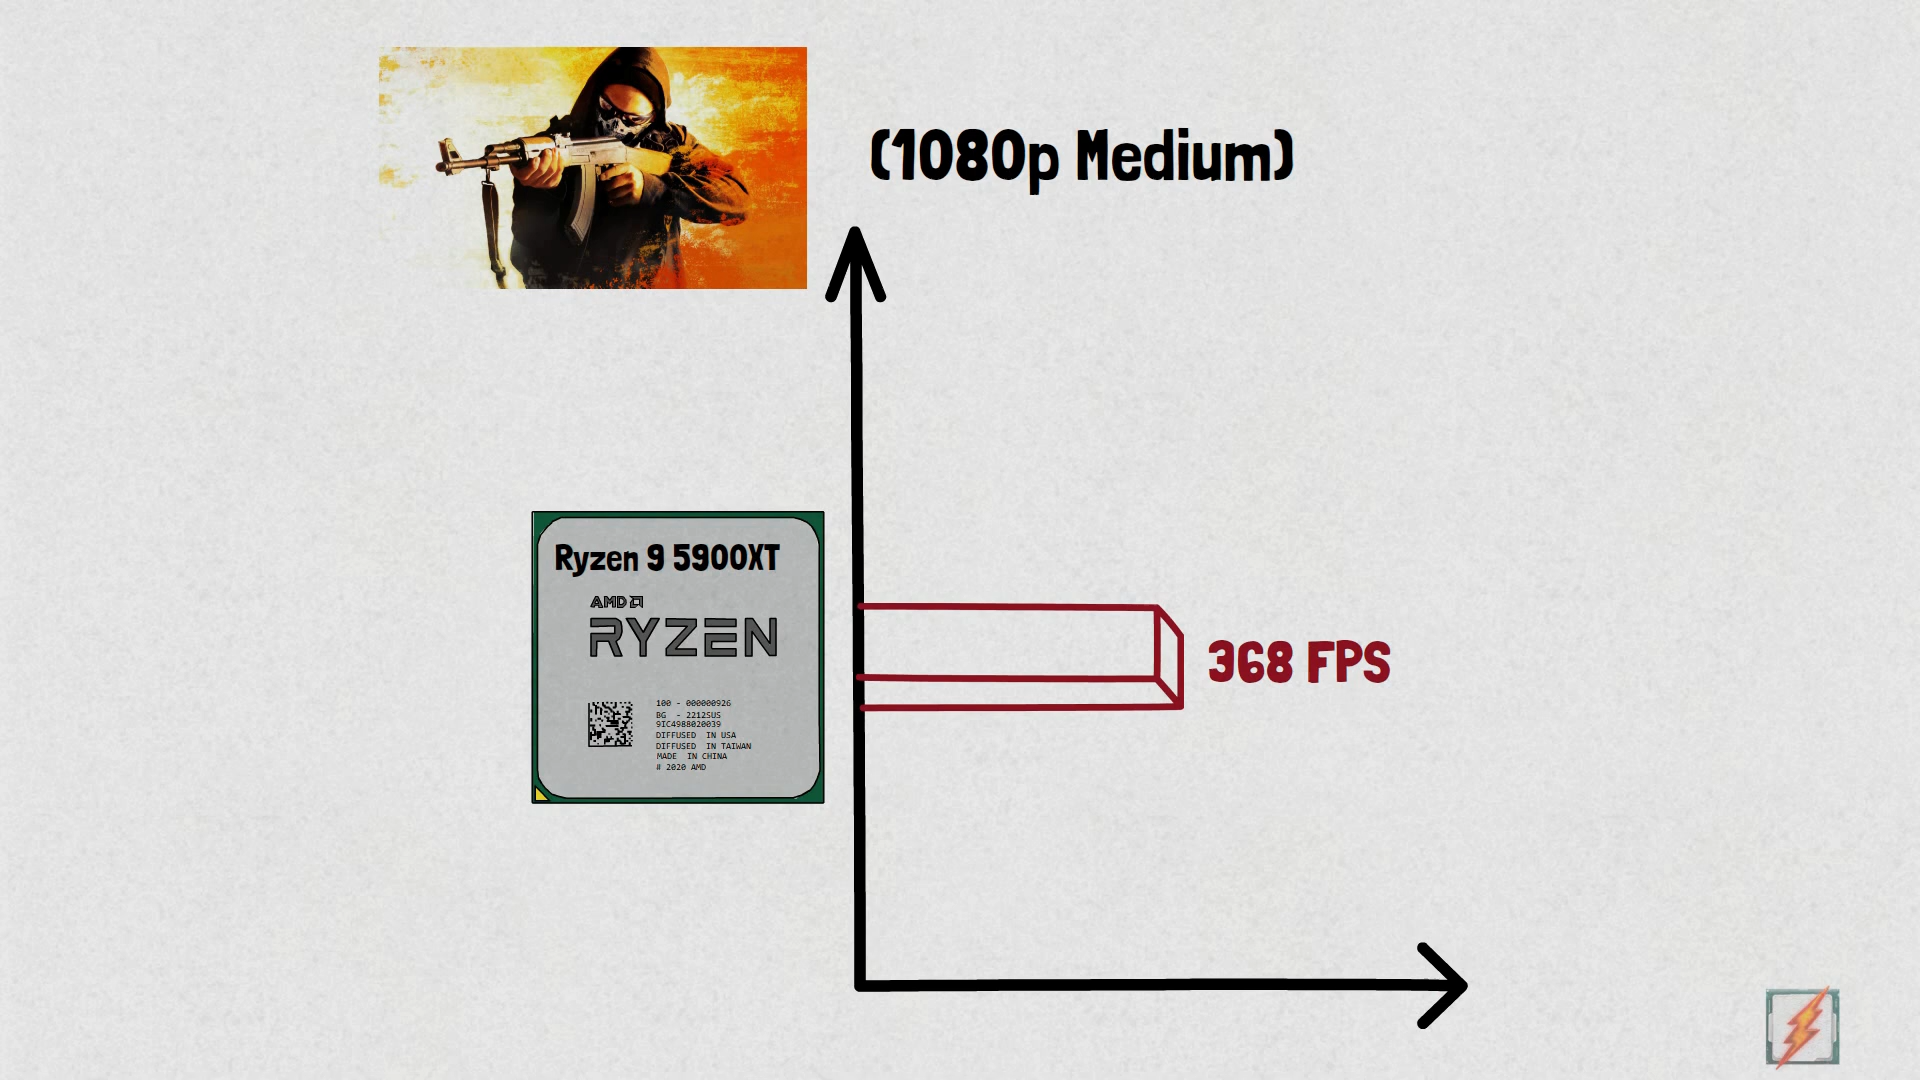 (1080p Medium)
Ryzen 9 5900XT
AMD
RYZEN
100 - 000000926
BG - 2212SUS
9IC4988020039
DIFFUSED IN USA
DIFFUSED IN TAIWAN
MADE IN CHINA
# 2020 AMD
368 FPS